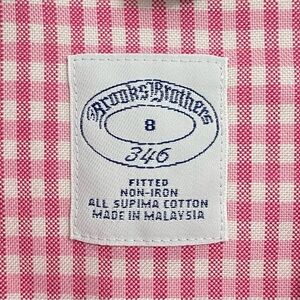 Brooks Brothers
8
346
FITTED
NON-IRON
ALL SUPIMA COTTON
MADE IN MALAYSIA